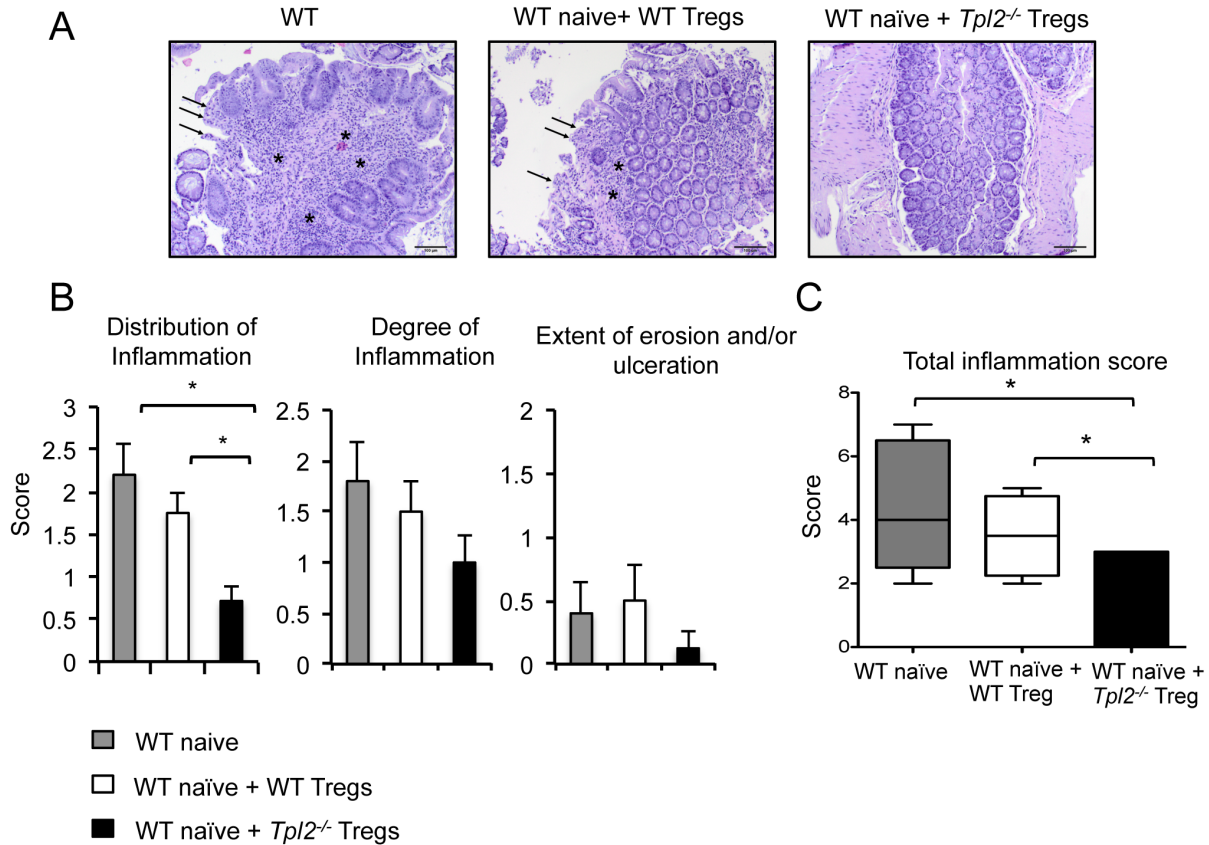 A
WT
WT naive+ WT Tregs
WT naïve + Tpl2-/- Tregs
* * * *
* *
B
Distribution of
Inflammation
Degree of
Inflammation
Extent of erosion and/or
ulceration
Score
3
2.5
2
1.5
1
0.5
0
*
*
2.5
2
1.5
1
0.5
0
2
1.5
1
0.5
0
WT naive
WT naïve + WT Tregs
WT naïve + Tpl2-/- Tregs
C
Total inflammation score
*
*
Score
8
6
4
2
0
WT naïve
WT naïve +
WT Treg
WT naïve +
Tpl2-/- Treg